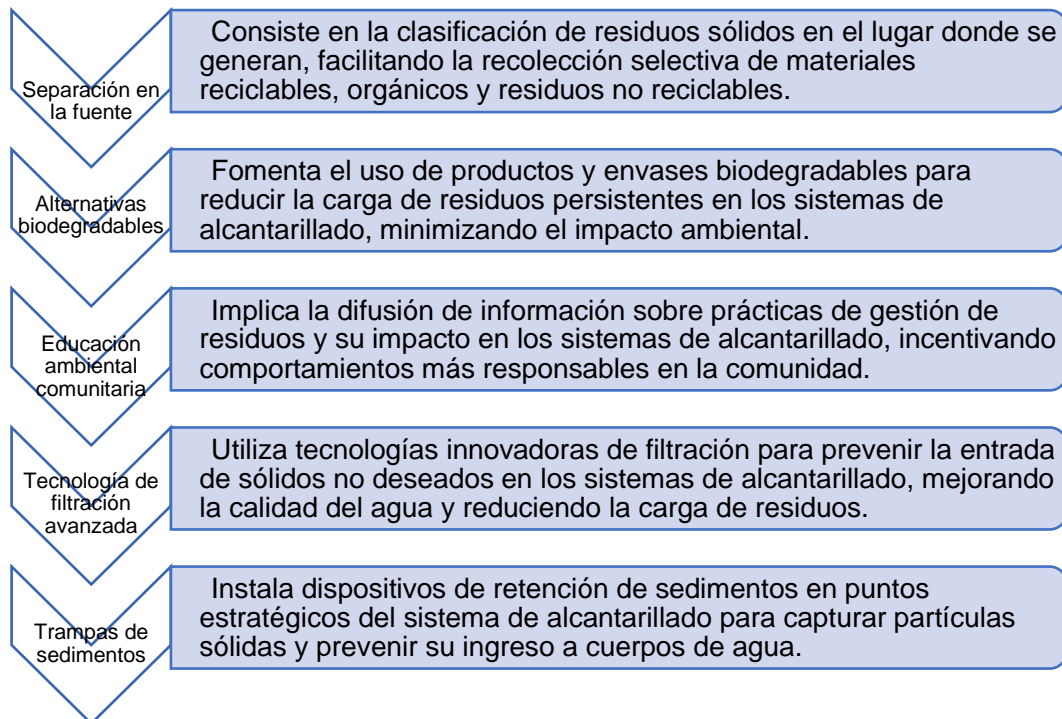 Separación en
la fuente
Consiste en la clasificación de residuos sólidos en el lugar donde se
generan, facilitando la recolección selectiva de materiales
reciclables, orgánicos y residuos no reciclables.
Alternativas
biodegradables
Fomenta el uso de productos y envases biodegradables para
reducir la carga de residuos persistentes en los sistemas de
alcantarillado, minimizando el impacto ambiental.
Educación
ambiental
comunitaria
Implica la difusión de información sobre prácticas de gestión de
residuos y su impacto en los sistemas de alcantarillado, incentivando
comportamientos más responsables en la comunidad.
Tecnología de
filtración
avanzada
Utiliza tecnologías innovadoras de filtración para prevenir la entrada
de sólidos no deseados en los sistemas de alcantarillado, mejorando
la calidad del agua y reduciendo la carga de residuos.
Trampas de
sedimentos
Instala dispositivos de retención de sedimentos en puntos
estratégicos del sistema de alcantarillado para capturar partículas
sólidas y prevenir su ingreso a cuerpos de agua.